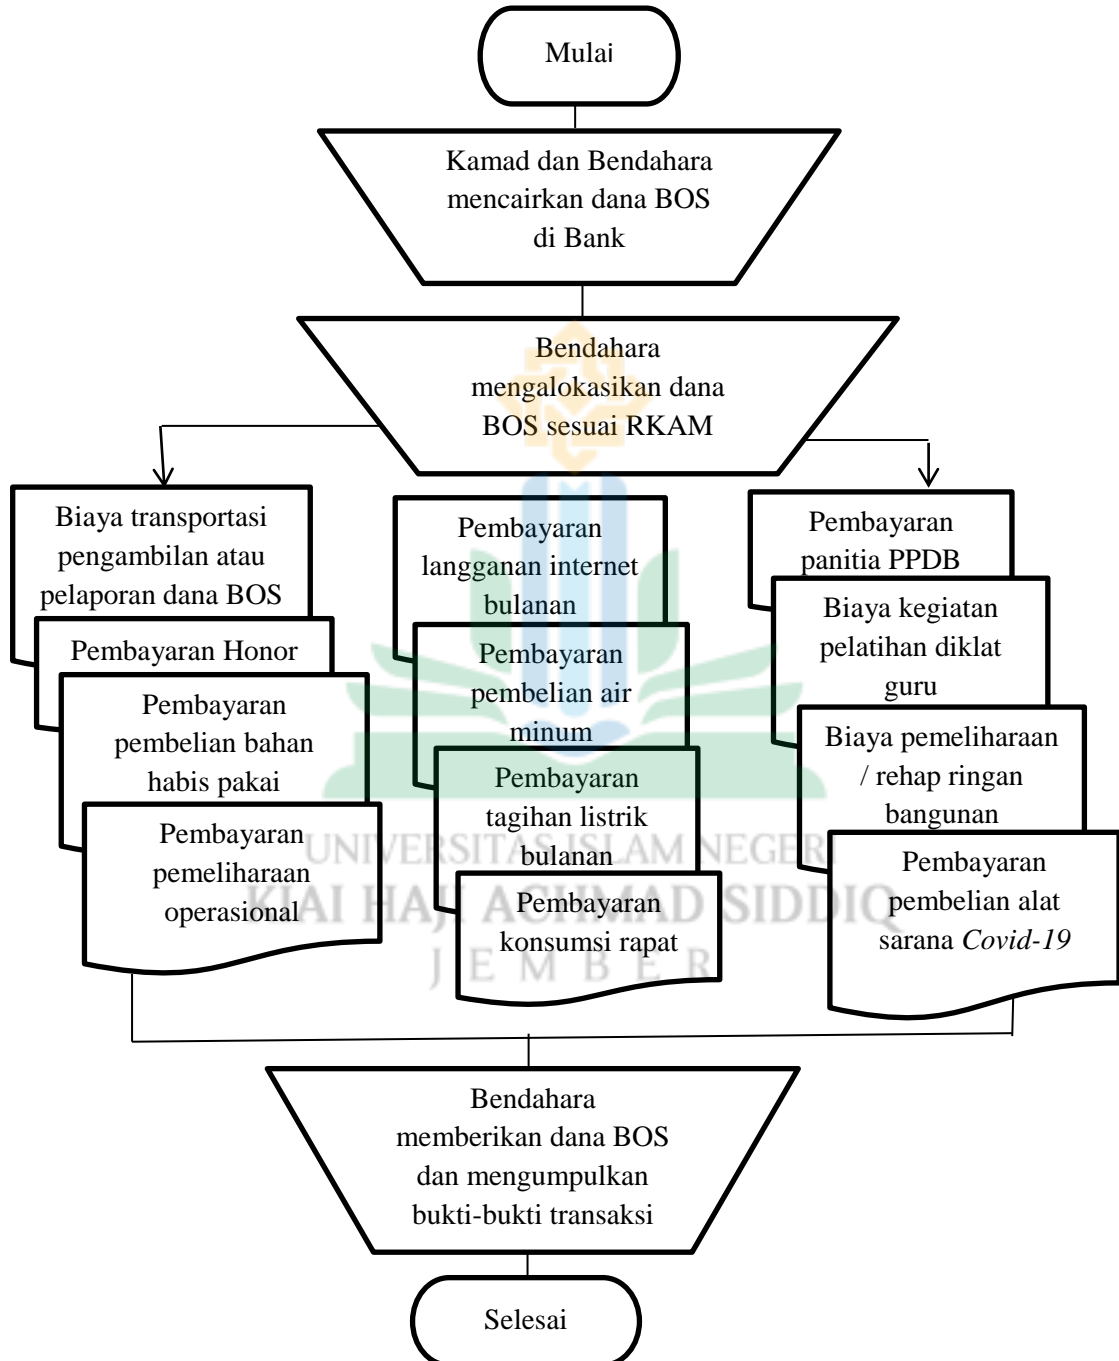 Mulai
Kamad dan Bendahara
mencairkan dana BOS
di Bank
Bendahara
mengalokasikan dana
BOS sesuai RKAM
Biaya transportasi
pengambilan atau
pelaporan dana BOS
Pembayaran Honor
Pembayaran
pembelian bahan
habis pakai
Pembayaran
pemeliharaan
operasional
Pembayaran
langganan internet
bulanan
Pembayaran
pembelian air
minum
Pembayaran
tagihan listrik
bulanan
Pembayaran
konsumsi rapat
Pembayaran
panitia PPDB
Biaya kegiatan
pelatihan diklat
guru
Biaya pemeliharaan
/ rehap ringan
bangunan
Pembayaran
pembelian alat
sarana Covid-19
UNIVERSITAS ISLAM NEGERI
KIAI HAJI ACHMAD SIDDIQ
JEMBER
Bendahara
memberikan dana BOS
dan mengumpulkan
bukti-bukti transaksi
Selesai